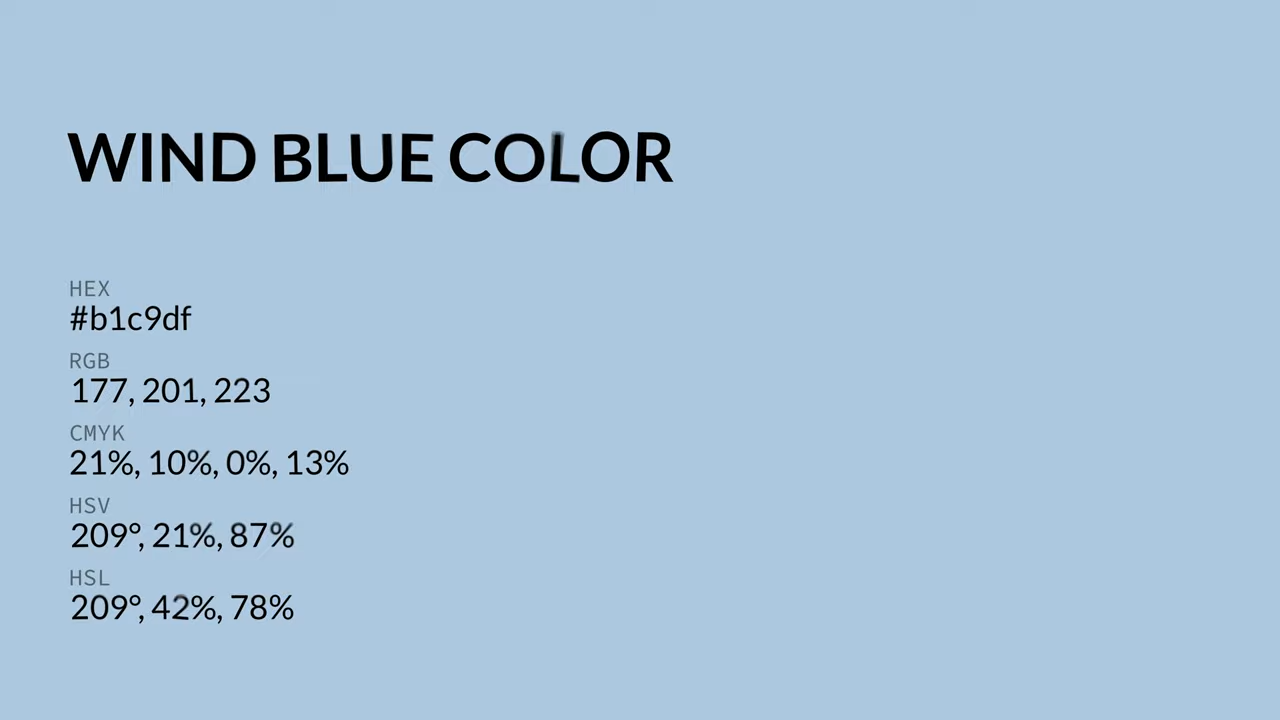 WIND BLUE COLOR
HEX
#b1c9df
RGB
177, 201, 223
CMYK
21%, 10%, 0%, 13%
HSV
209°, 21%, 87%
HSL
209°, 42%, 78%